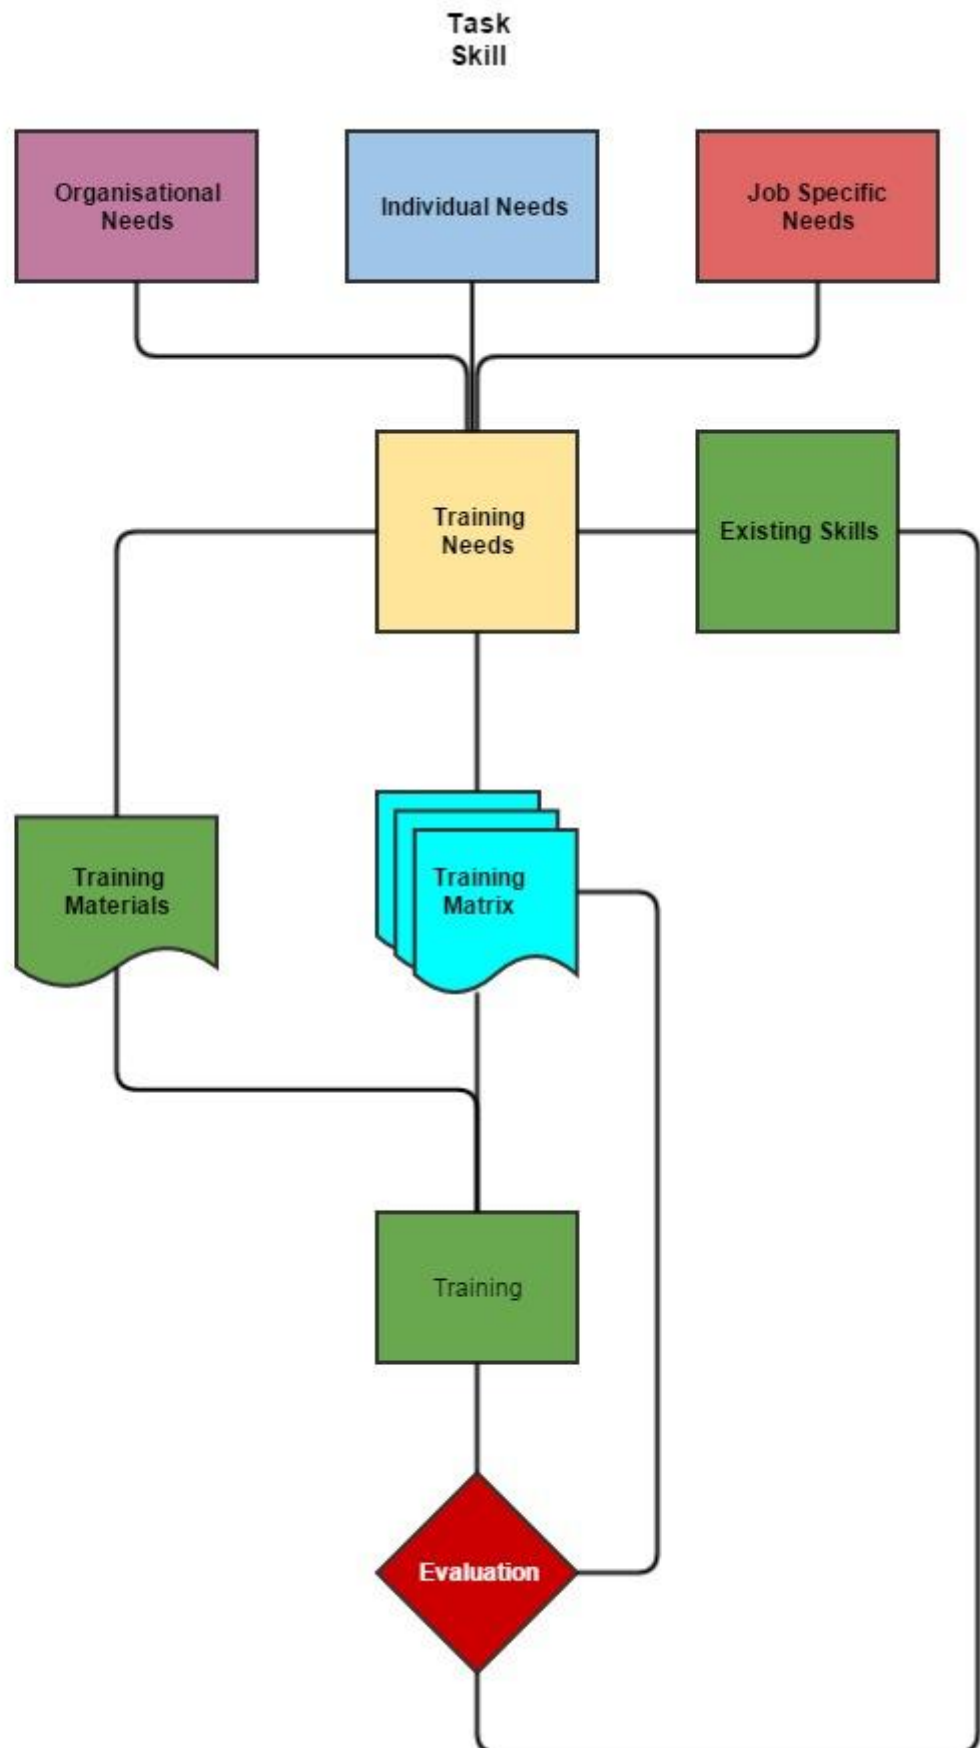 Task
Skill
Organisational
Needs
Individual Needs
Job Specific
Needs
Training
Needs
Existing Skills
Training
Materials
Training
Matrix
Training
Evaluation